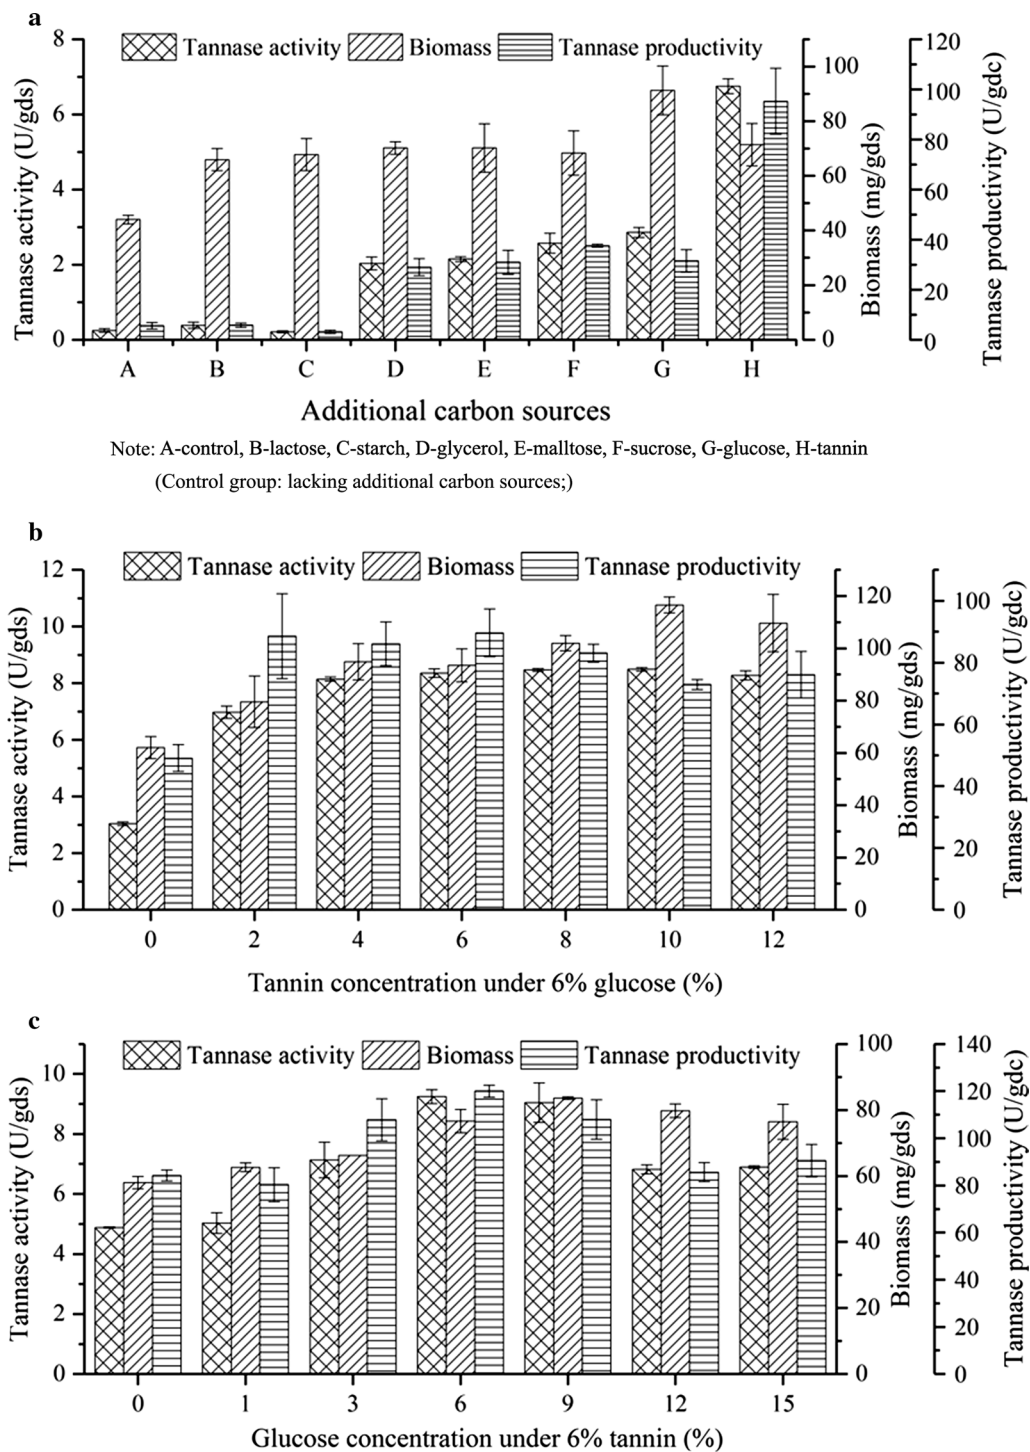 a
Tannase activity Biomass Tannase productivity
Tannase activity (U/gds)
8
6
4
2
0
Biomass (mg/gds)
100
80
60
40
20
0
Tannase productivity (U/gdc)
120
100
80
60
40
20
0
A B C D E F G H
Additional carbon sources
Note: A-control, B-lactose, C-starch, D-glycerol, E-malltose, F-sucrose, G-glucose, H-tannin
(Control group: lacking additional carbon sources;)
b
Tannase activity Biomass Tannase productivity
Tannase activity (U/gds)
12
10
8
6
4
2
0
Biomass (mg/gds)
120
100
80
60
40
20
0
Tannase productivity (U/gdc)
100
80
60
40
20
0
0 2 4 6 8 10 12
Tannin concentration under 6% glucose (%)
c
Tannase activity Biomass Tannase productivity
Tannase activity (U/gds)
10
8
6
4
2
0
Biomass (mg/gds)
100
80
60
40
20
0
Tannase productivity (U/gdc)
140
120
100
80
60
40
20
0
0 1 3 6 9 12 15
Glucose concentration under 6% tannin (%)